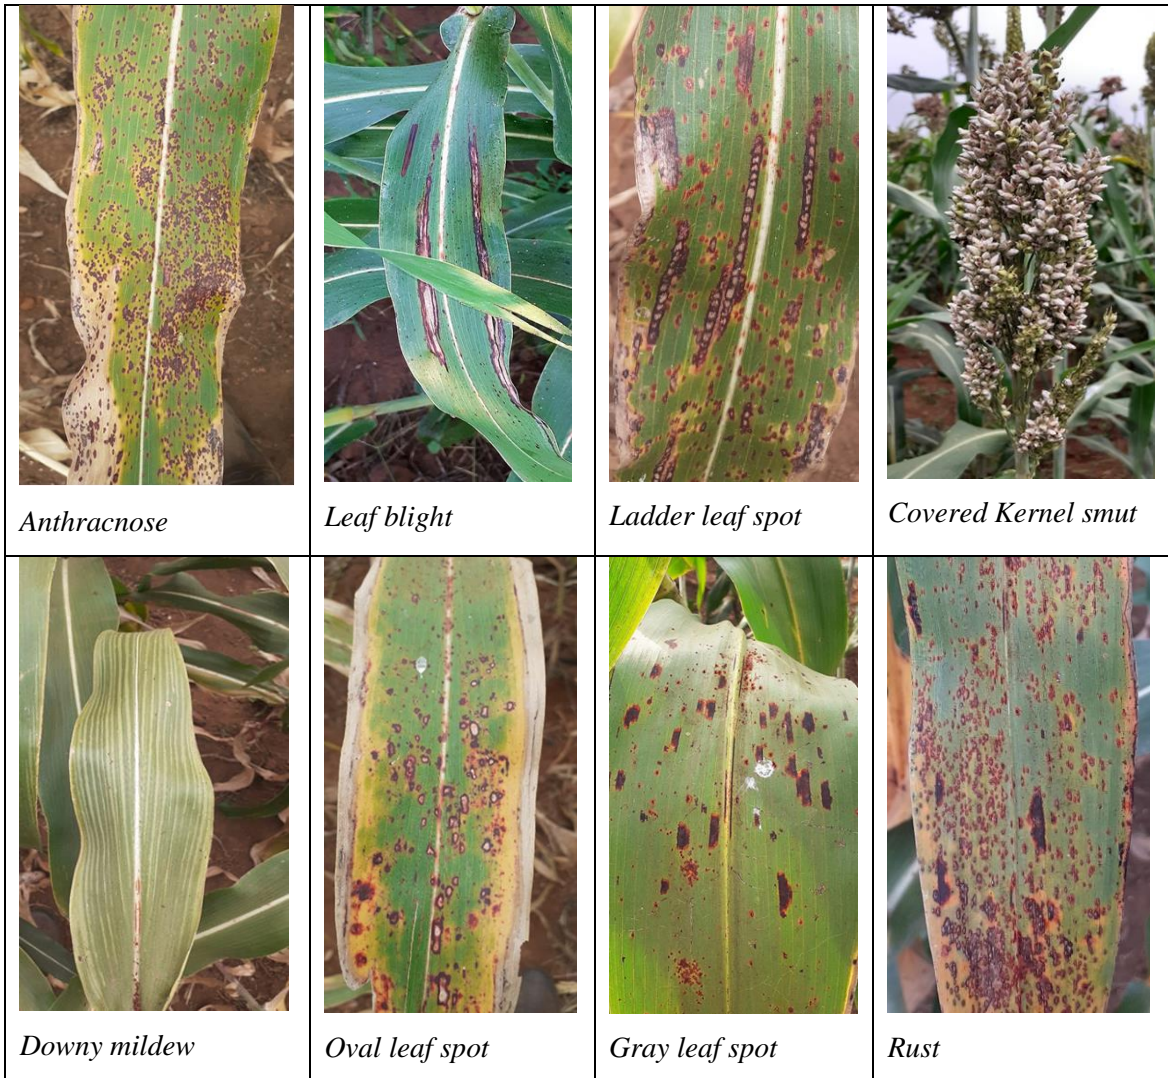 Anthracnose
Leaf blight
Ladder leaf spot
Covered Kernel smut
Downy mildew
Oval leaf spot
Gray leaf spot
Rust